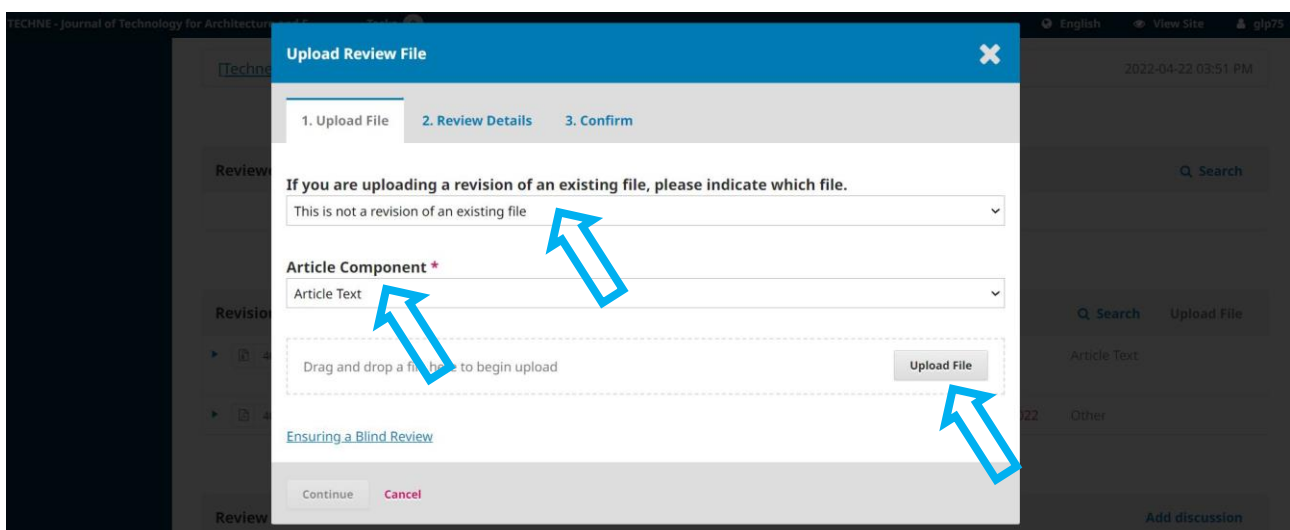 TECHNE - Journal of Technology for Architecture and
Tasks
English
View Site
glp75
[Techne
2022-04-22 03:51 PM
Upload Review File
1. Upload File
2. Review Details
3. Confirm
Search
If you are uploading a revision of an existing file, please indicate which file.
This is not a revision of an existing file
Article Component *
Article Text
Search
Upload File
Article Text
Drag and drop a file here to begin upload
Upload File
Other
Ensuring a Blind Review
Continue
Cancel
Review
Add discussion